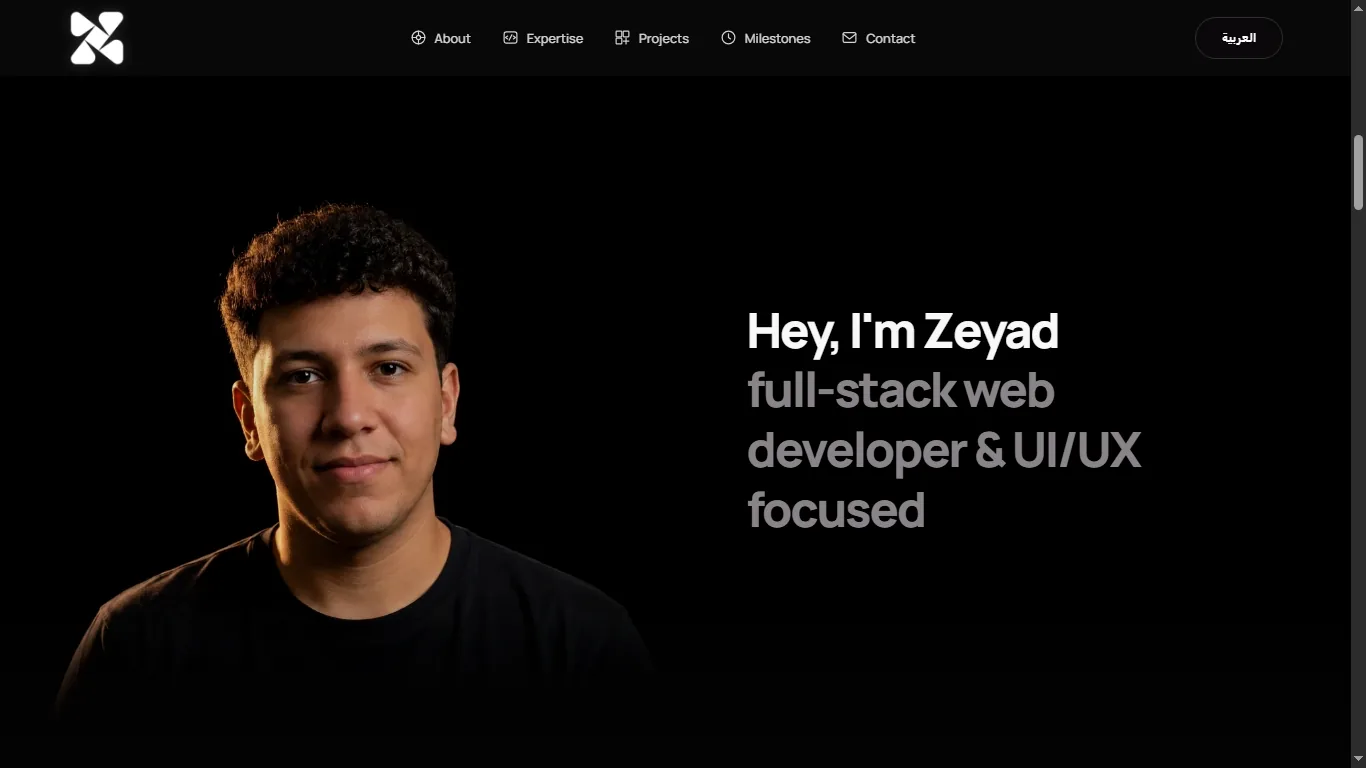 About
Expertise
Projects
Milestones
Contact
العربية
Hey, I'm Zeyad
full-stack web
developer & UI/UX
focused